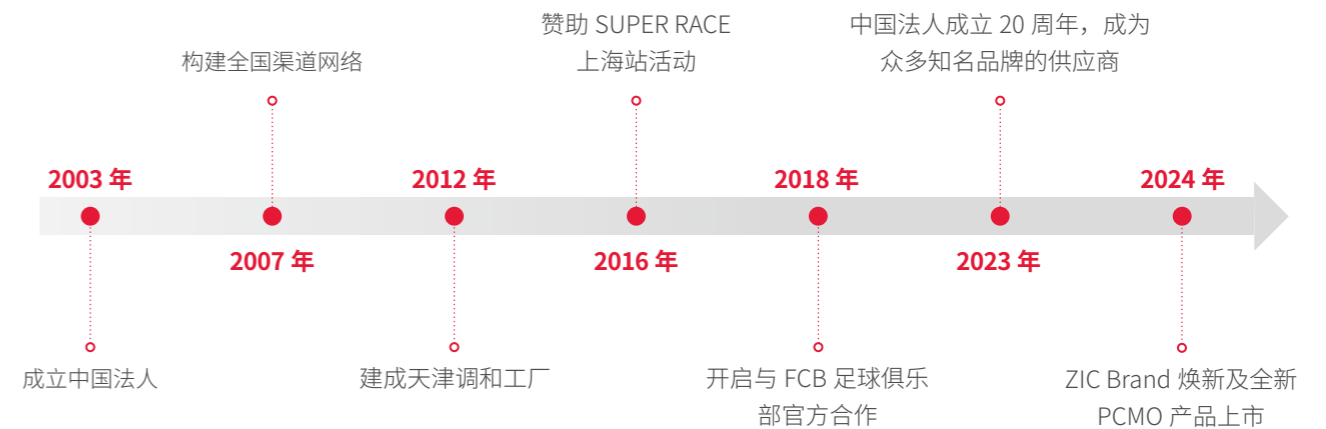 2003 年
成立中国法人
构建全国渠道网络
2007 年
2012 年
建成天津调和工厂
赞助 SUPER RACE
上海站活动
2016 年
2018 年
开启与 FCB 足球俱乐
部官方合作
中国法人成立 20 周年，成为
众多知名品牌的供应商
2023 年
2024 年
ZIC Brand 焕新及全新
PCMO 产品上市